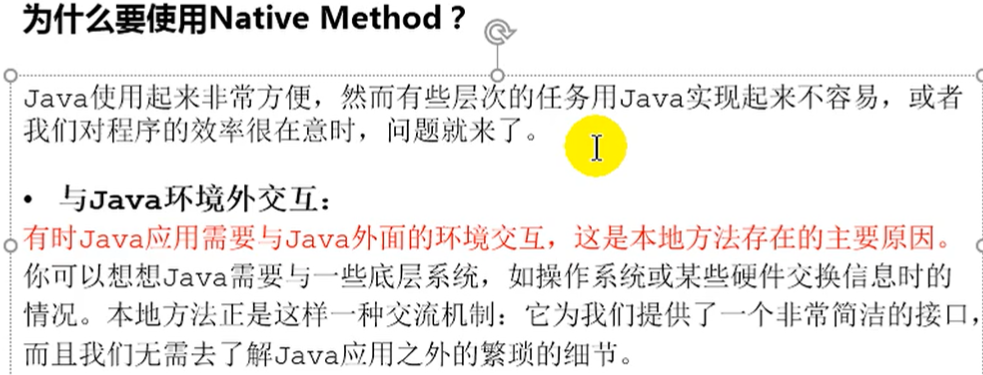 为什么要使用Native Method？
Java使用起来非常方便，然而有些层次的任务用Java实现起来不容易，或者
我们对程序的效率很在意时，问题就来了。
• 与Java环境外交互：
有时Java应用需要与Java外面的环境交互，这是本地方法存在的主要原因。
你可以想想Java需要与一些底层系统，如操作系统或某些硬件交换信息时的
情况。本地方法正是这样一种交流机制：它为我们提供了一个非常简洁的接口，
而且我们无需去了解Java应用之外的繁琐的细节。